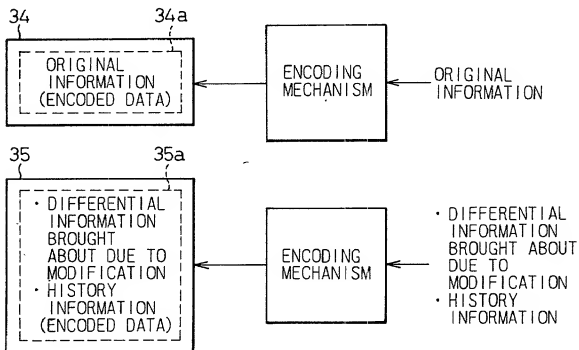 34
34a
ORIGINAL
INFORMATION
(ENCODED DATA)
ENCODING
MECHANISM
ORIGINAL
INFORMATION
35
35a
・DIFFERENTIAL
INFORMATION
BROUGHT
ABOUT DUE TO
MODIFICATION
・HISTORY
INFORMATION
(ENCODED DATA)
ENCODING
MECHANISM
・DIFFERENTIAL
INFORMATION
BROUGHT ABOUT
DUE TO
MODIFICATION
・HISTORY
INFORMATION